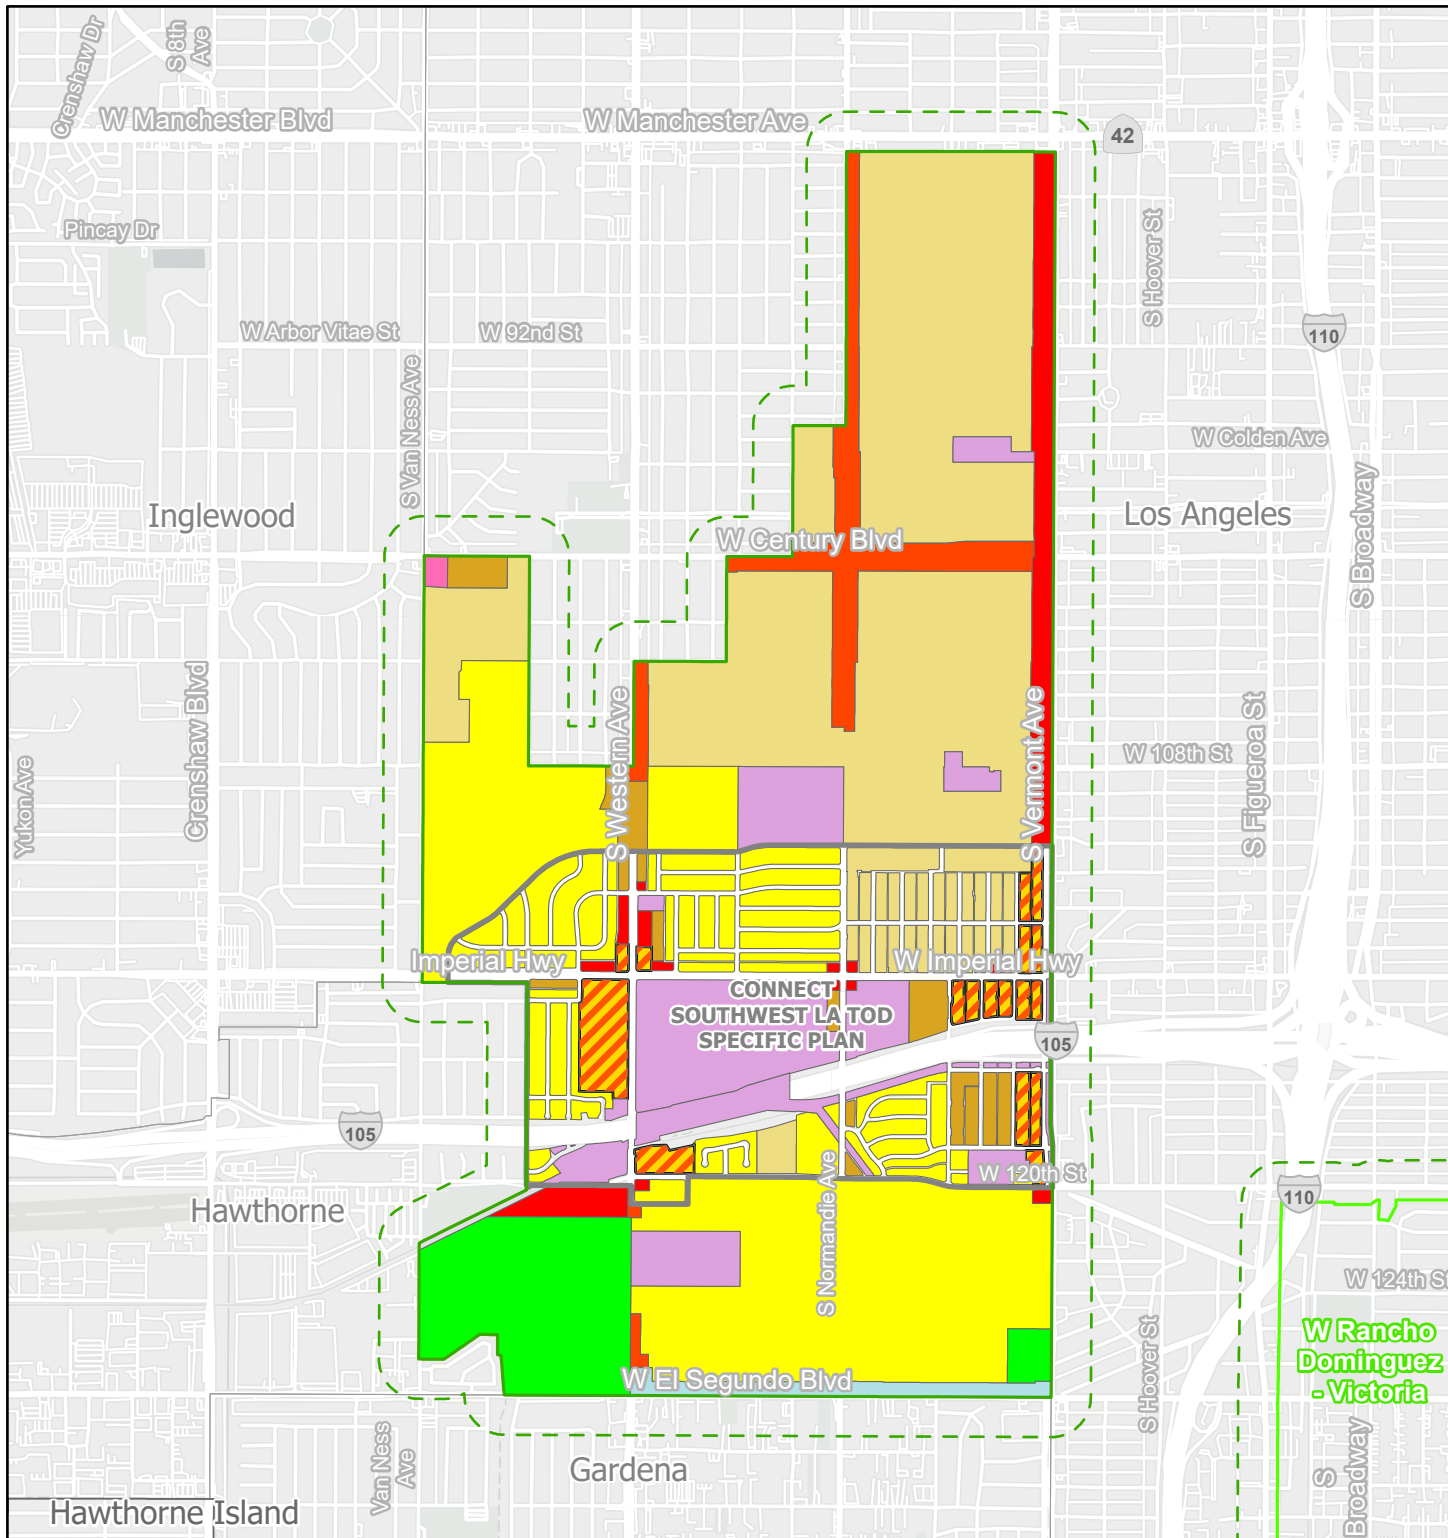 Crenshaw Dr
S 8th
Ave
W Manchester Blvd
W Manchester Ave
42
Pincay Dr
S Hoover St
W Arbor Vitae St
W 92nd St
110
S Van Ness Ave
W Colden Ave
S Broadway
Inglewood
Los Angeles
W Century Blvd
Crenshaw Blvd
S Western Ave
S Vermont Ave
S Figueroa St
W 108th St
Yukon Ave
Imperial Hwy
W Imperial Hwy
CONNECT
SOUTHWEST LA TOD
SPECIFIC PLAN
105
105
W 120th St
110
Hawthorne
S Normandie Ave
W 124th St
W Rancho
Dominguez
- Victoria
W El Segundo Blvd
S Hoover St
Van Ness
Ave
S
Broadway
Gardena
Hawthorne Island